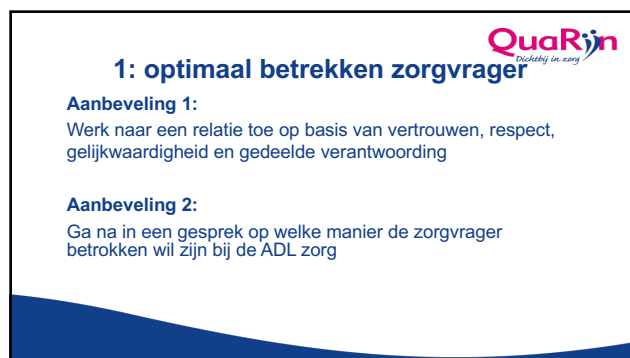 QuaRijn
Dichtbij in zorg
1: optimaal betrekken zorgvrager
Aanbeveling 1:
Werk naar een relatie toe op basis van vertrouwen, respect,
gelijkwaardigheid en gedeelde verantwoording
Aanbeveling 2:
Ga na in een gesprek op welke manier de zorgvrager
betrokken wil zijn bij de ADL zorg